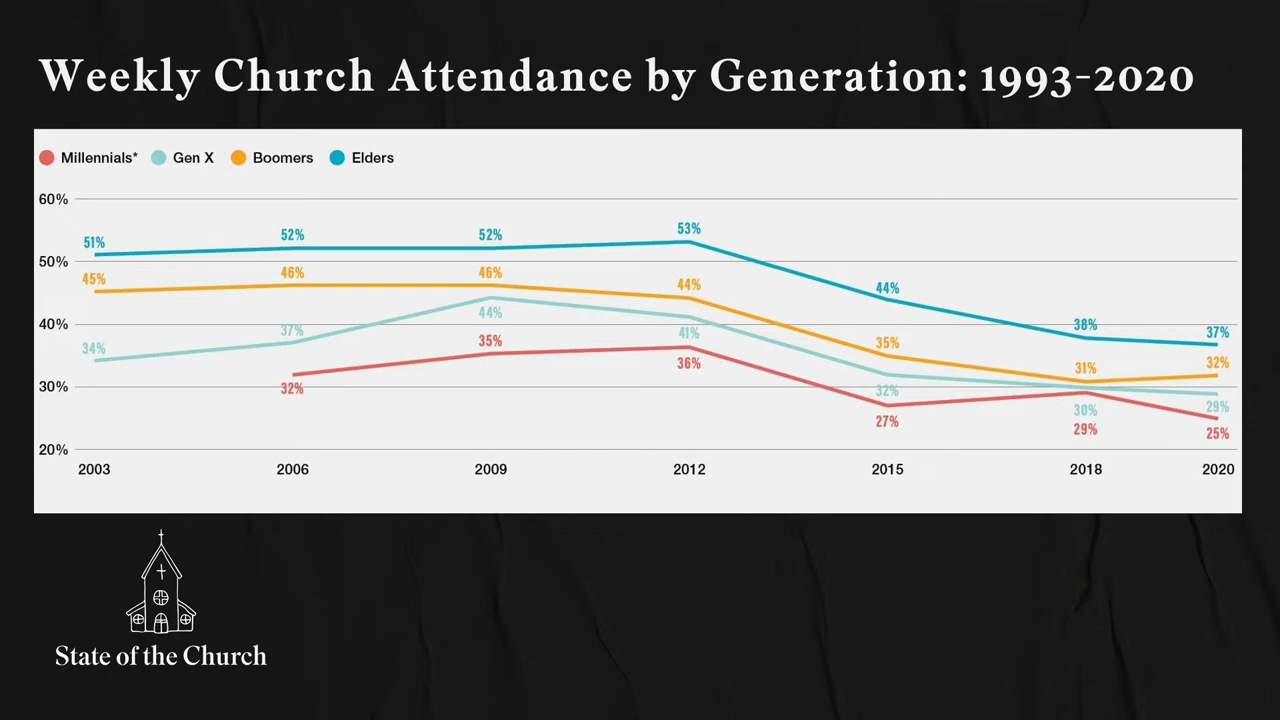 Weekly Church Attendance by Generation: 1993-2020
Millennials* Gen X Boomers Elders
60%
50%
40%
30%
20%
51% 52% 52% 53% 44% 38% 37%
45% 46% 46% 44% 35% 31% 32%
34% 37% 44% 41% 32% 30% 29%
32% 35% 36% 27% 29% 25%
2003 2006 2009 2012 2015 2018 2020
State of the Church